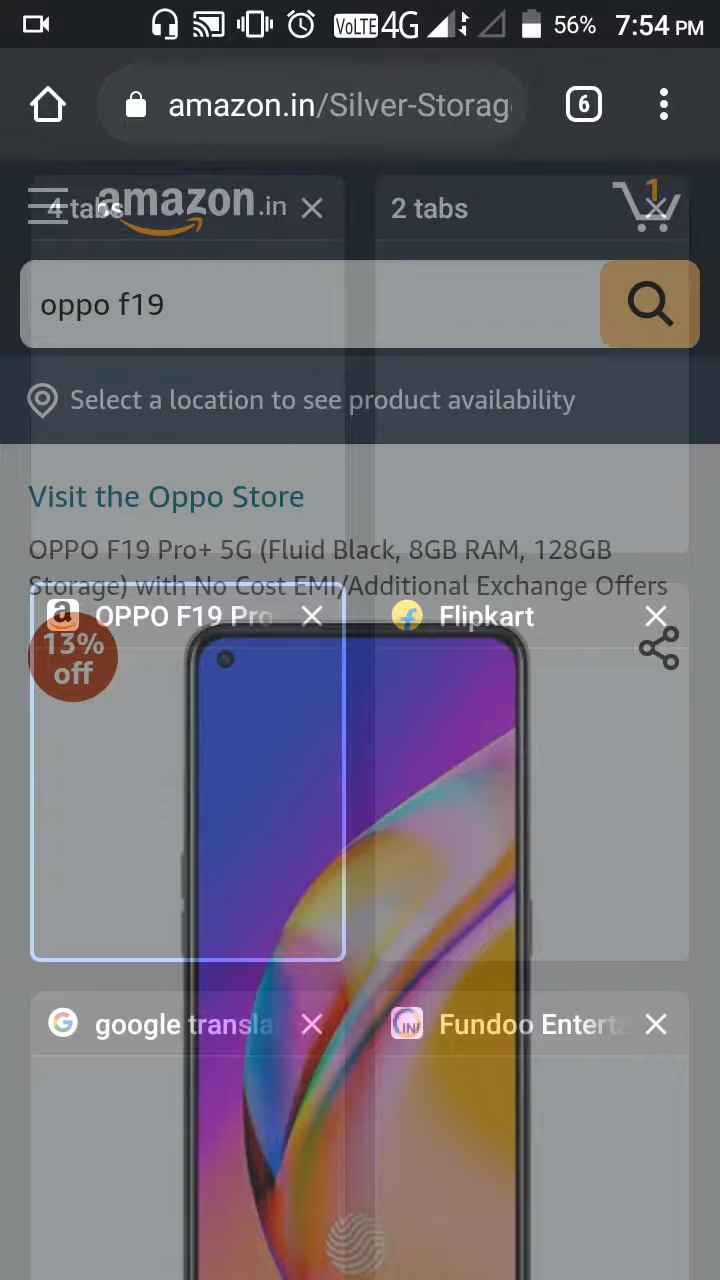 VoLTE 4G 56% 7:54 PM
amazon.in/Silver-Storag 6
4 tabs amazon.in 2 tabs 1
oppo f19
Select a location to see product availability
Visit the Oppo Store
OPPO F19 Pro+ 5G (Fluid Black, 8GB RAM, 128GB
Storage) with No Cost EMI/Additional Exchange Offers
OPPO F19 Pro Flipkart
13%
off
google transla Fundoo Enterta